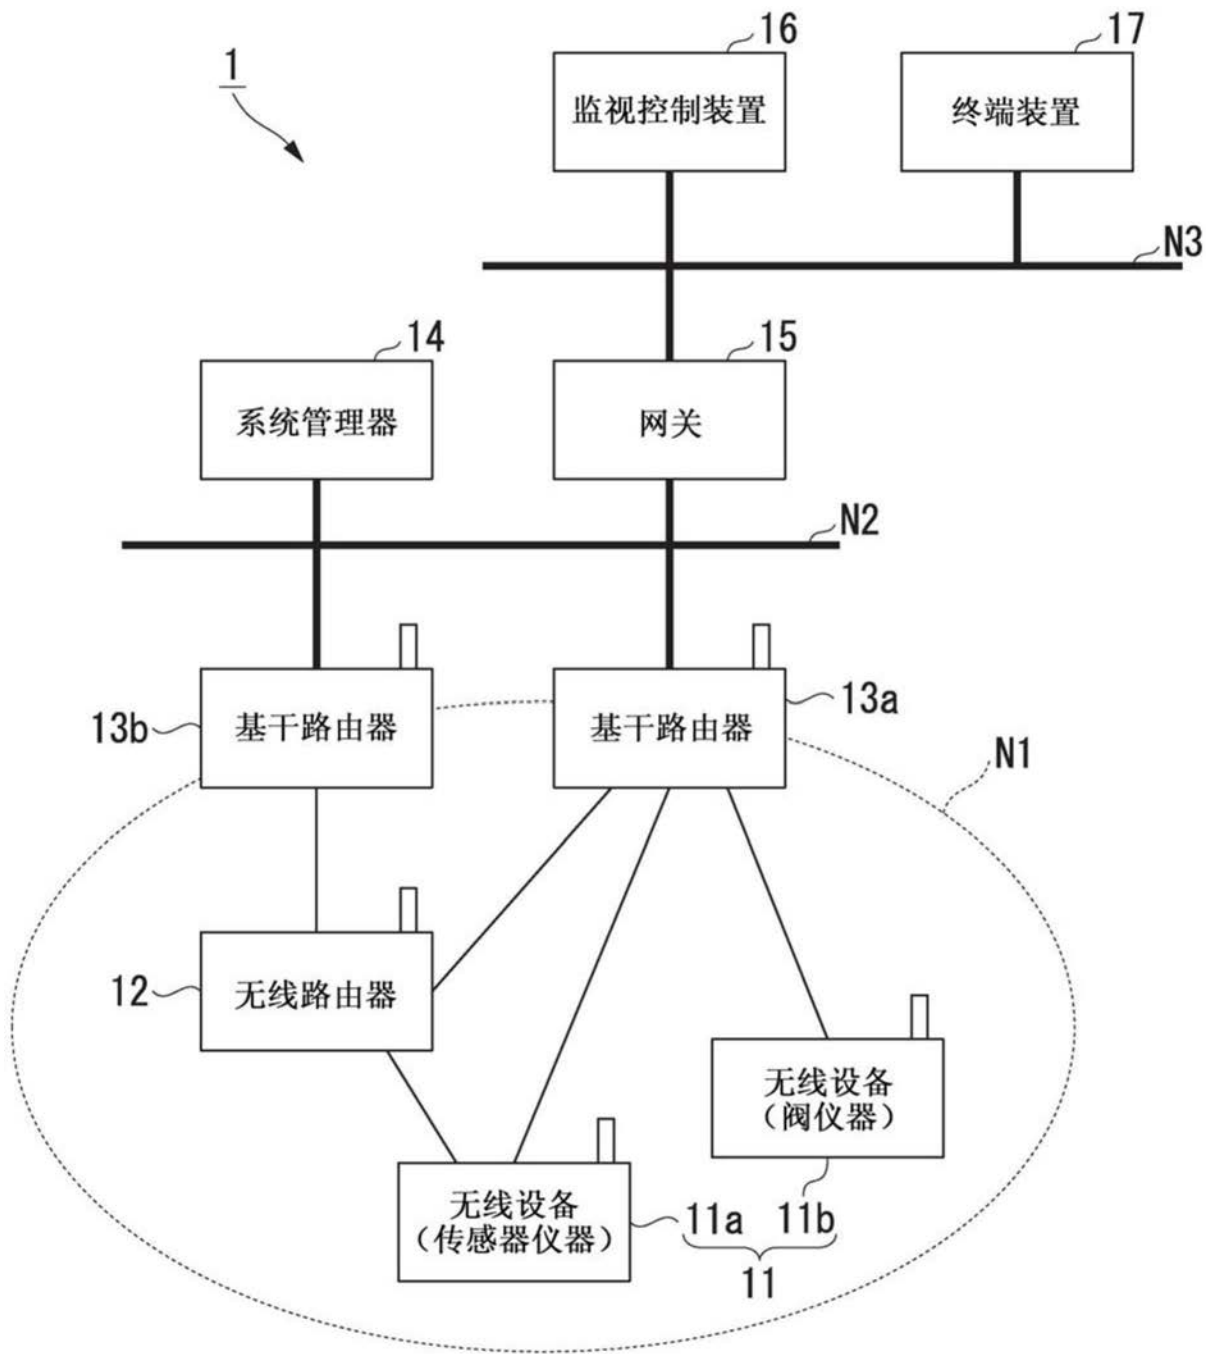 16
17
1
监视控制装置
终端装置
N3
14
15
系统管理器
网关
N2
13b
基干路由器
基干路由器
13a
N1
12
无线路由器
无线设备
（阀仪器）
无线设备
（传感器仪器）
11a
11b
11